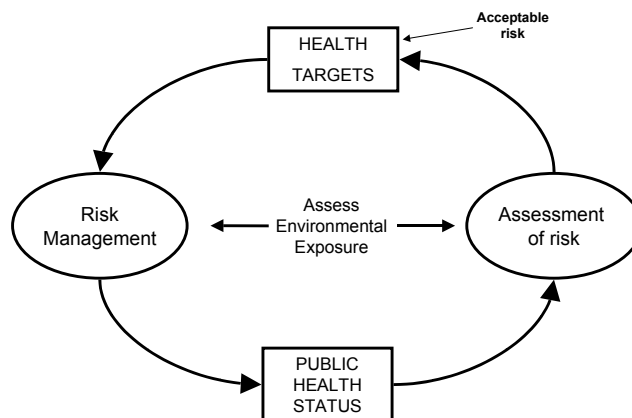 Acceptable
risk
HEALTH
TARGETS
Risk
Management
Assess
Environmental
Exposure
Assessment
of risk
PUBLIC
HEALTH
STATUS